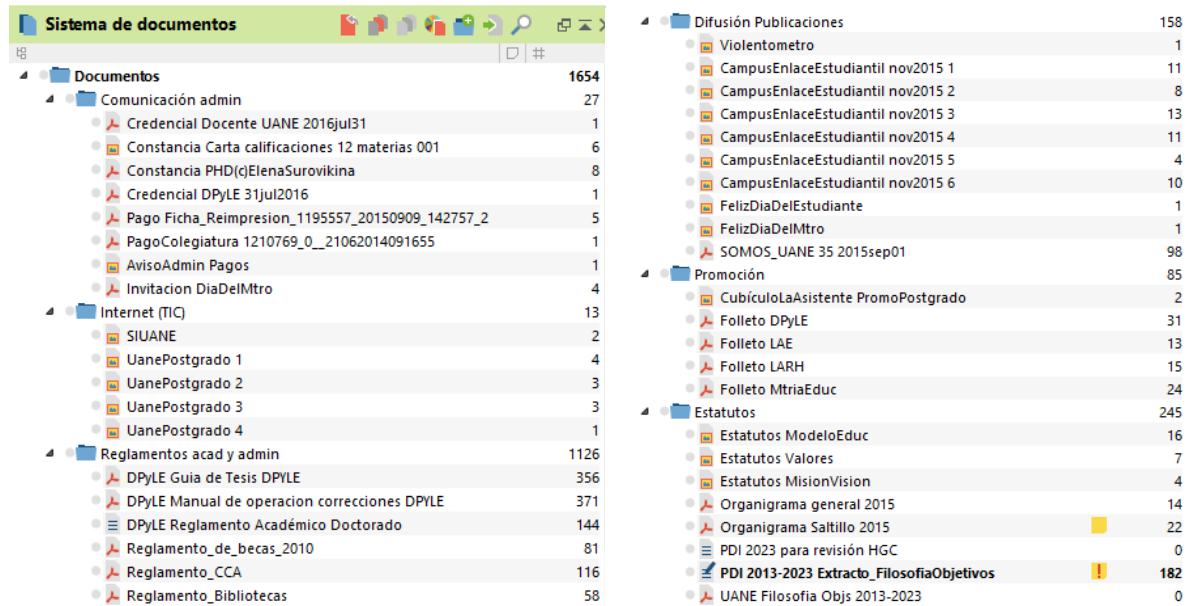 Sistema de documentos
#
Documentos 1654
Comunicación admin 27
Credencial Docente UANE 2016jul31 1
Constancia Carta calificaciones 12 materias 001 6
Constancia PHD(c)ElenaSurovikina 8
Credencial DPyLE 31jul2016 1
Pago Ficha_Reimpresion_1195557_20150909_142757_2 5
PagoColegiatura 1210769_0__21062014091655 1
AvisoAdmin Pagos 1
Invitacion DiaDelMtro 4
Internet (TIC) 13
SIUANE 2
UanePostgrado 1 4
UanePostgrado 2 3
UanePostgrado 3 3
UanePostgrado 4 1
Reglamentos acad y admin 1126
DPyLE Guia de Tesis DPYLE 356
DPyLE Manual de operacion correcciones DPYLE 371
DPyLE Reglamento Académico Doctorado 144
Reglamento_de_becas_2010 81
Reglamento_CCA 116
Reglamento_Bibliotecas 58
Difusión Publicaciones 158
Violentometro 1
CampusEnlaceEstudiantil nov2015 1 11
CampusEnlaceEstudiantil nov2015 2 8
CampusEnlaceEstudiantil nov2015 3 13
CampusEnlaceEstudiantil nov2015 4 11
CampusEnlaceEstudiantil nov2015 5 4
CampusEnlaceEstudiantil nov2015 6 10
FelizDiaDelEstudiante 1
FelizDiaDelMtro 1
SOMOS_UANE 35 2015sep01 98
Promoción 85
CubículoLaAsistente PromoPostgrado 2
Folleto DPyLE 31
Folleto LAE 13
Folleto LARH 15
Folleto MtriaEduc 24
Estatutos 245
Estatutos ModeloEduc 16
Estatutos Valores 7
Estatutos MisionVision 4
Organigrama general 2015 14
Organigrama Saltillo 2015 22
PDI 2023 para revisión HGC 0
PDI 2013-2023 Extracto_FilosofiaObjetivos ! 182
UANE Filosofia Objs 2013-2023 0